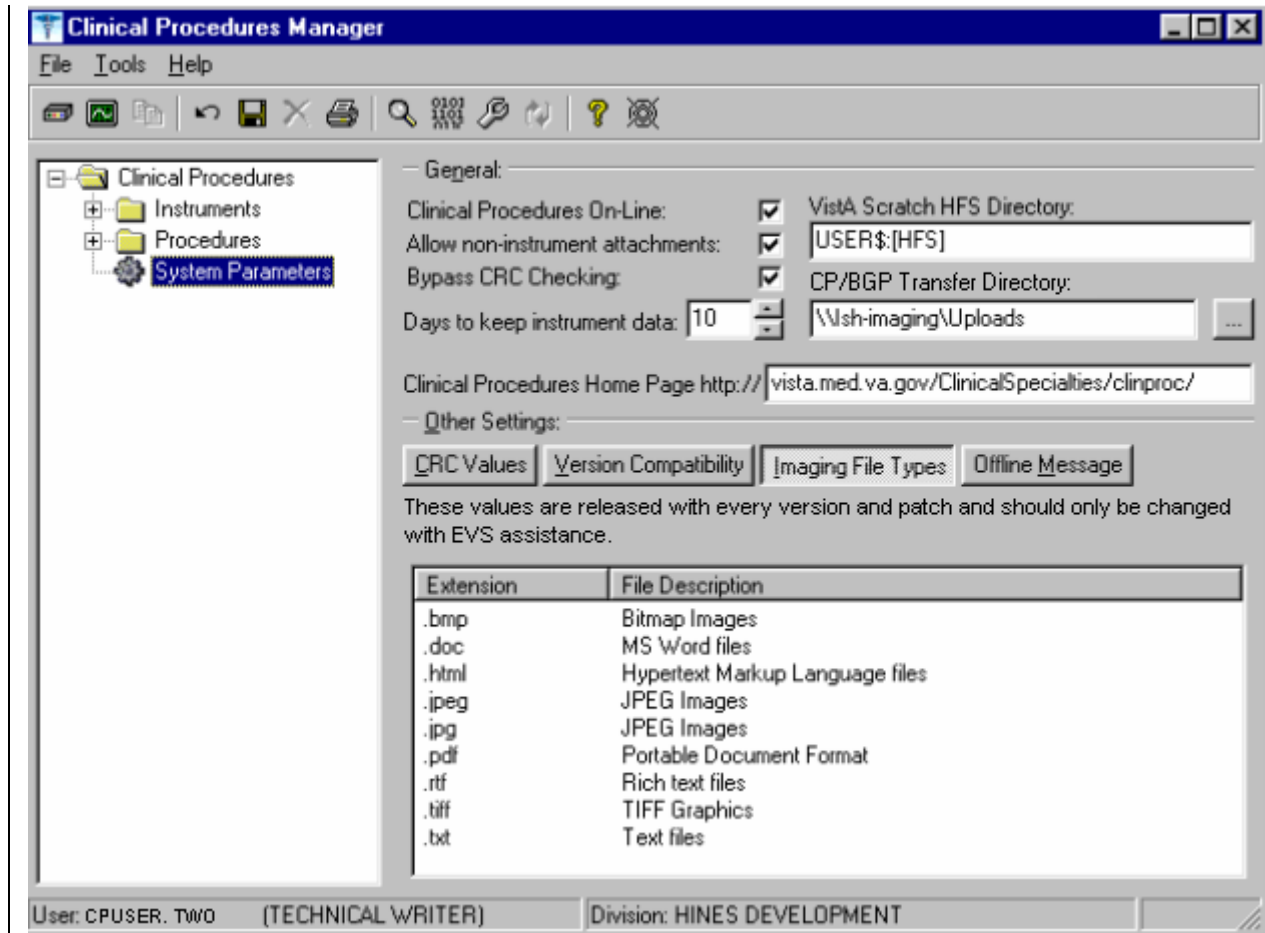 Clinical Procedures Manager
File Tools Help
Clinical Procedures
Instruments
Procedures
System Parameters
General:
Clinical Procedures On-Line:
Allow non-instrument attachments:
Bypass CRC Checking:
Days to keep instrument data: 10
VistA Scratch HFS Directory:
USER$:[HFS]
CP/BGP Transfer Directory:
\\Ish-imaging\Uploads ...
Clinical Procedures Home Page http:// vista.med.va.gov/ClinicalSpecialties/clinproc/
Other Settings:
CRC Values Version Compatibility Imaging File Types Offline Message
These values are released with every version and patch and should only be changed
with EVS assistance.
Extension File Description
.bmp Bitmap Images
.doc MS Word files
.html Hypertext Markup Language files
.jpeg JPEG Images
.jpg JPEG Images
.pdf Portable Document Format
.rtf Rich text files
.tiff TIFF Graphics
.txt Text files
User: CPUSER. TWO (TECHNICAL WRITER) Division: HINES DEVELOPMENT